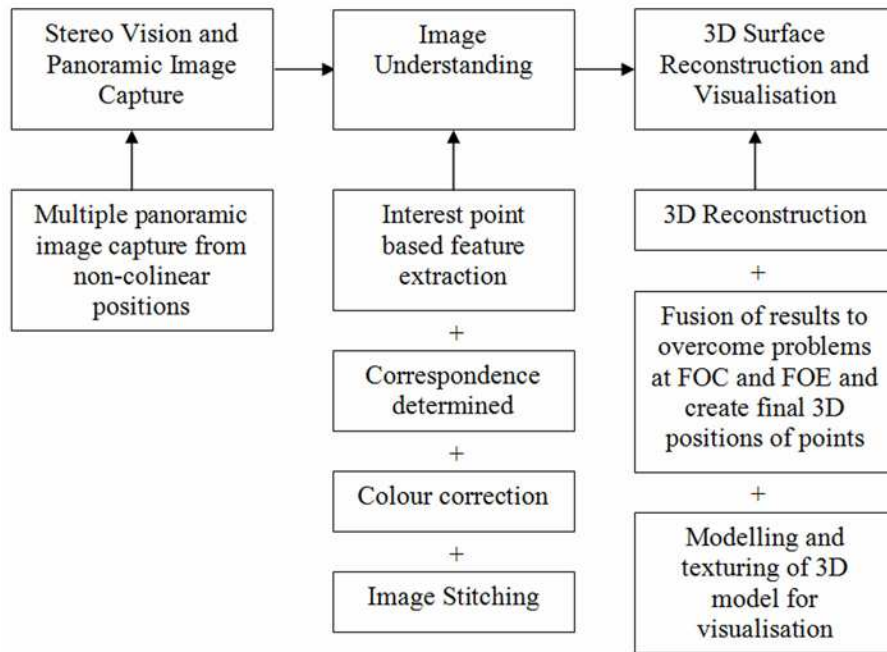 Stereo Vision and
Panoramic Image
Capture
Image
Understanding
3D Surface
Reconstruction and
Visualisation
Multiple panoramic
image capture from
non-colinear
positions
Interest point
based feature
extraction
+
Correspondence
determined
+
Colour correction
+
Image Stitching
3D Reconstruction
+
Fusion of results to
overcome problems
at FOC and FOE and
create final 3D
positions of points
+
Modelling and
texturing of 3D
model for
visualisation